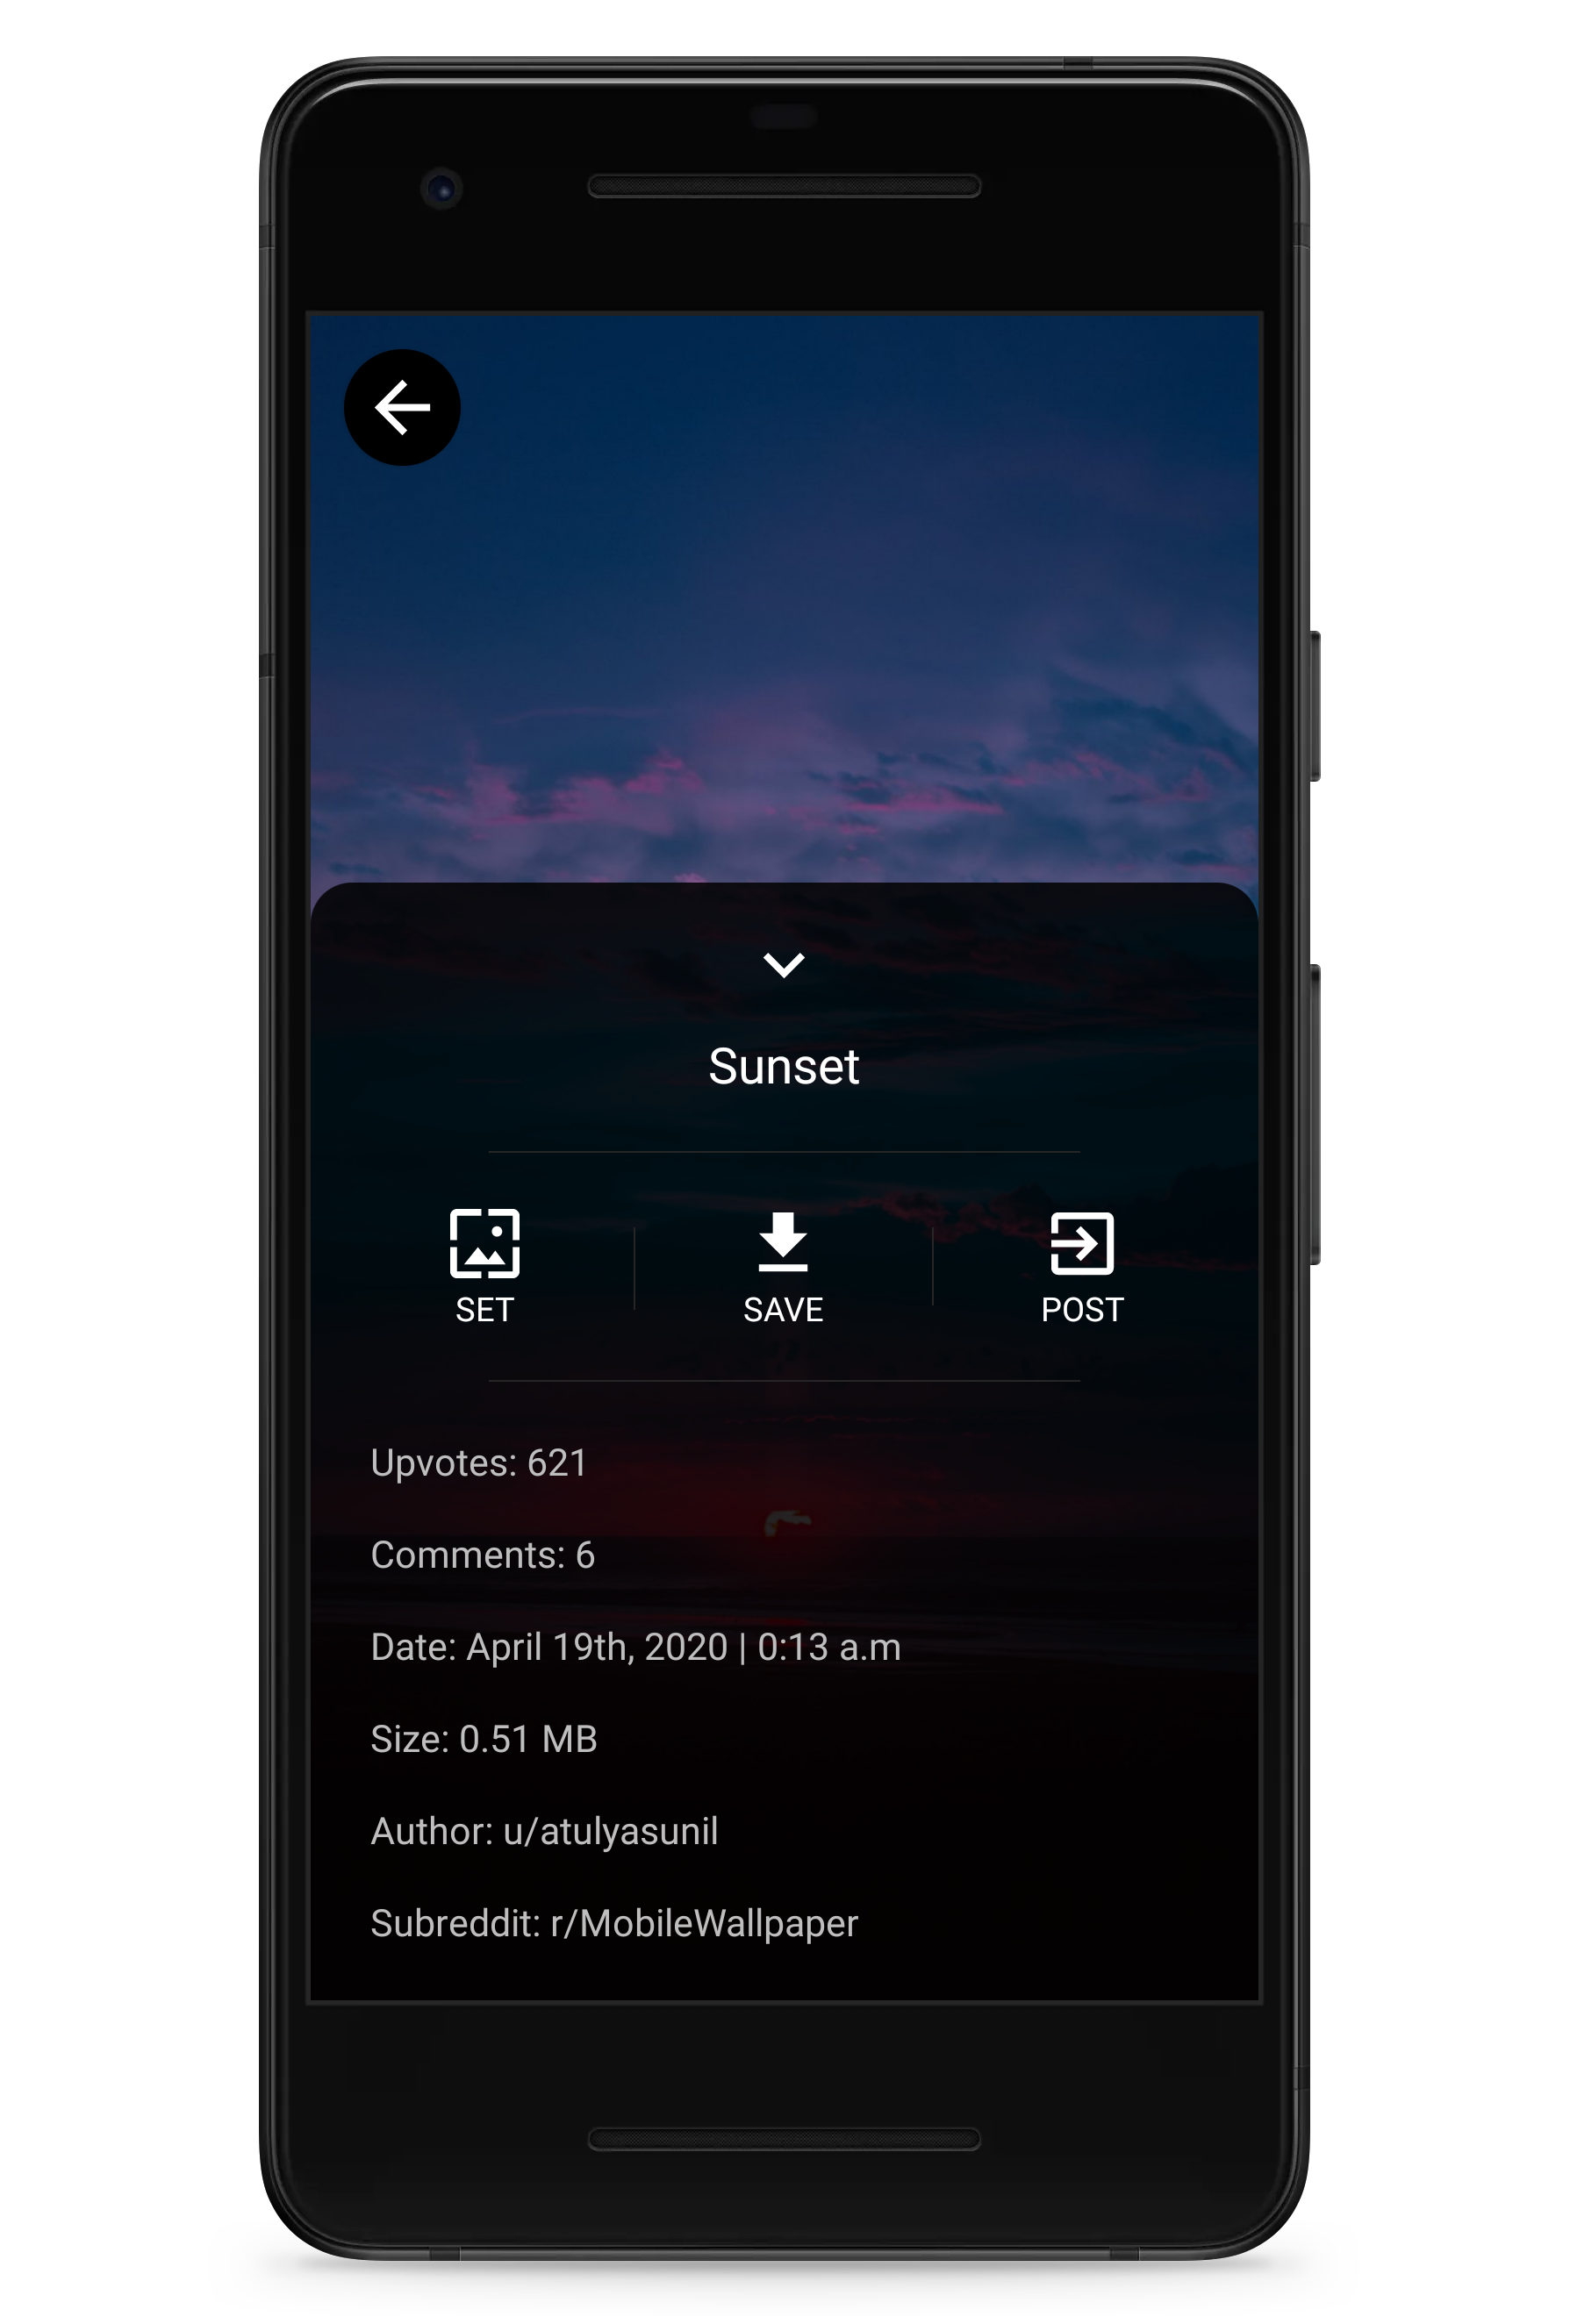 Sunset
SET
SAVE
POST
Upvotes: 621
Comments: 6
Date: April 19th, 2020 | 0:13 a.m
Size: 0.51 MB
Author: u/atulyasunil
Subreddit: r/MobileWallpaper